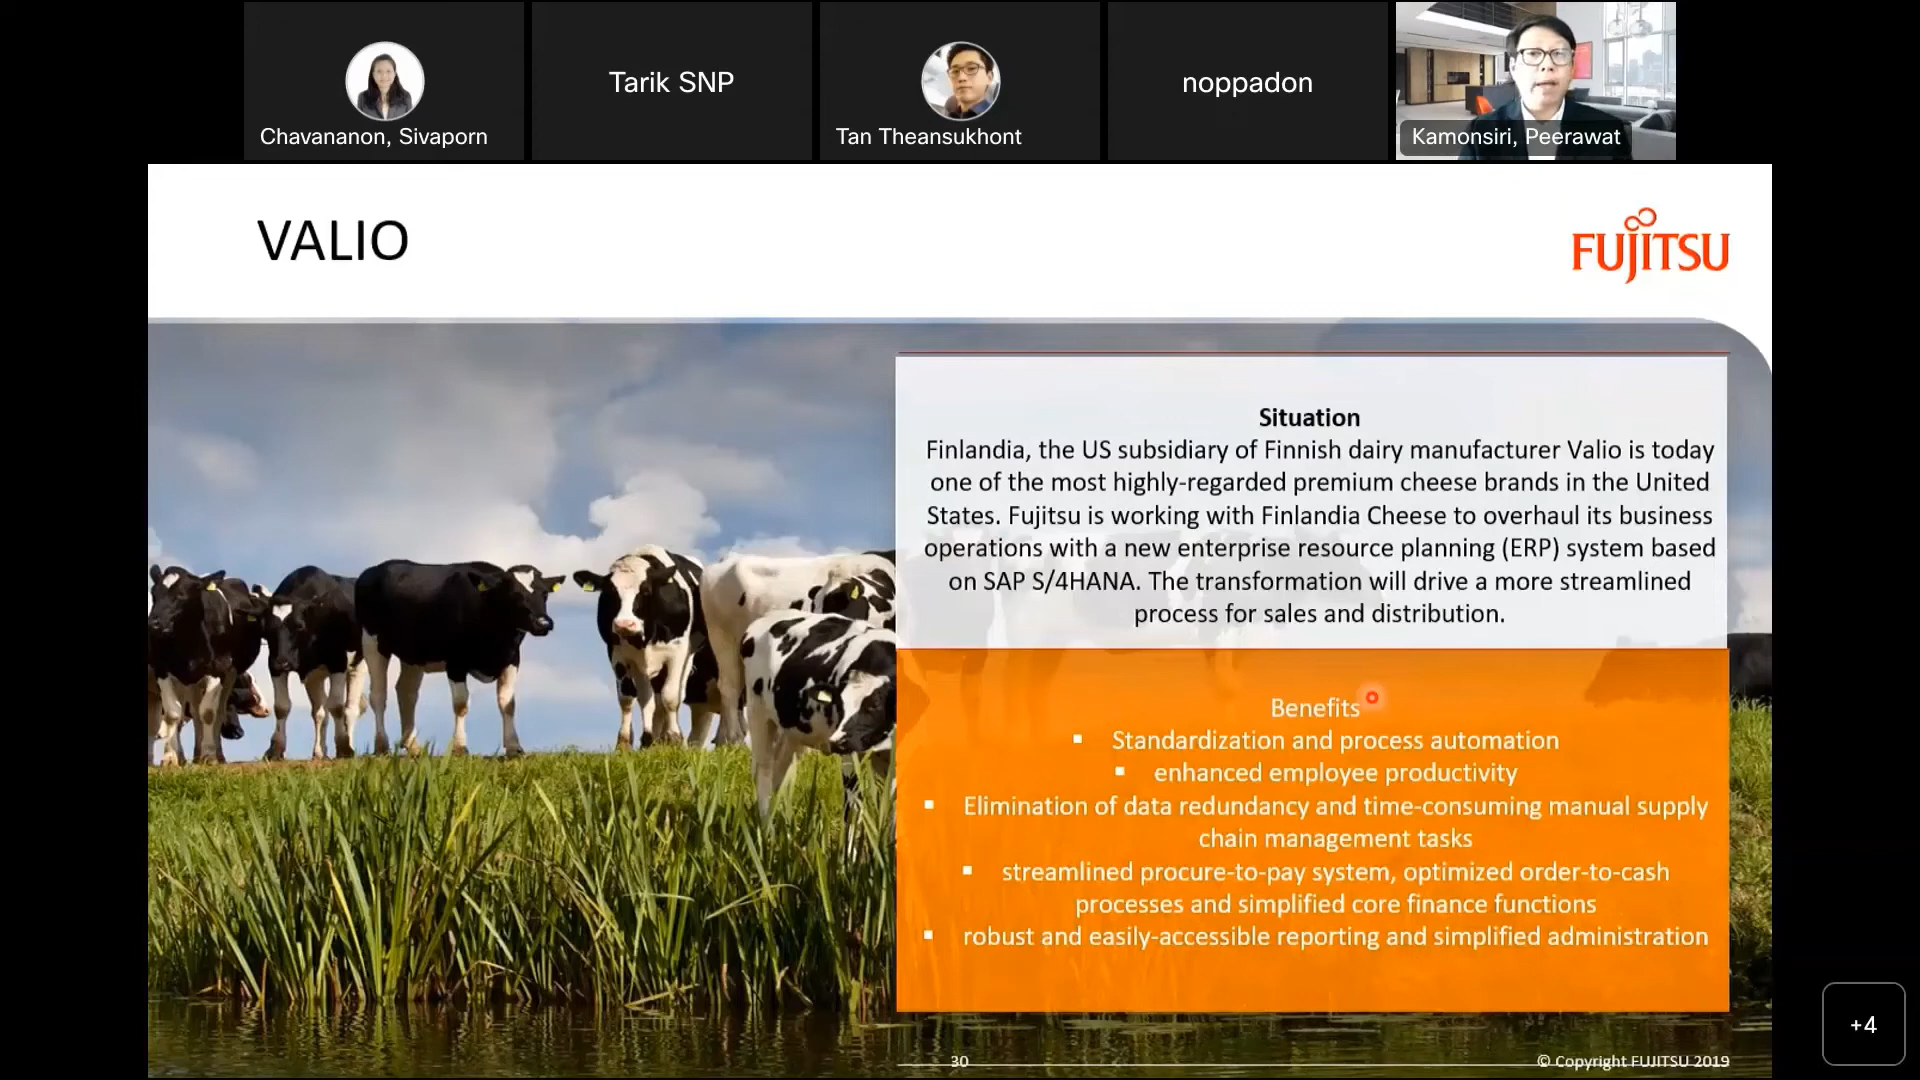 Chavananon, Sivaporn
Tarik SNP
Tan Theansukhont
noppadon
Kamonsiri, Peerawat
VALIO
FUJITSU
Situation
Finlandia, the US subsidiary of Finnish dairy manufacturer Valio is today
one of the most highly-regarded premium cheese brands in the United
States. Fujitsu is working with Finlandia Cheese to overhaul its business
operations with a new enterprise resource planning (ERP) system based
on SAP S/4HANA. The transformation will drive a more streamlined
process for sales and distribution.
Benefits
▪ Standardization and process automation
▪ enhanced employee productivity
▪ Elimination of data redundancy and time-consuming manual supply
chain management tasks
▪ streamlined procure-to-pay system, optimized order-to-cash
processes and simplified core finance functions
▪ robust and easily-accessible reporting and simplified administration
30
© Copyright FUJITSU 2019
+4